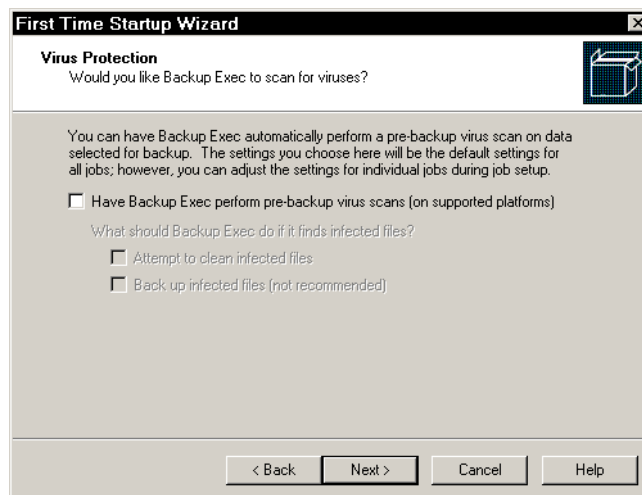 First Time Startup Wizard
Virus Protection
Would you like Backup Exec to scan for viruses?
You can have Backup Exec automatically perform a pre-backup virus scan on data
selected for backup. The settings you choose here will be the default settings for
all jobs; however, you can adjust the settings for individual jobs during job setup.
Have Backup Exec perform pre-backup virus scans (on supported platforms)
What should Backup Exec do if it finds infected files?
Attempt to clean infected files
Back up infected files (not recommended)
< Back Next > Cancel Help